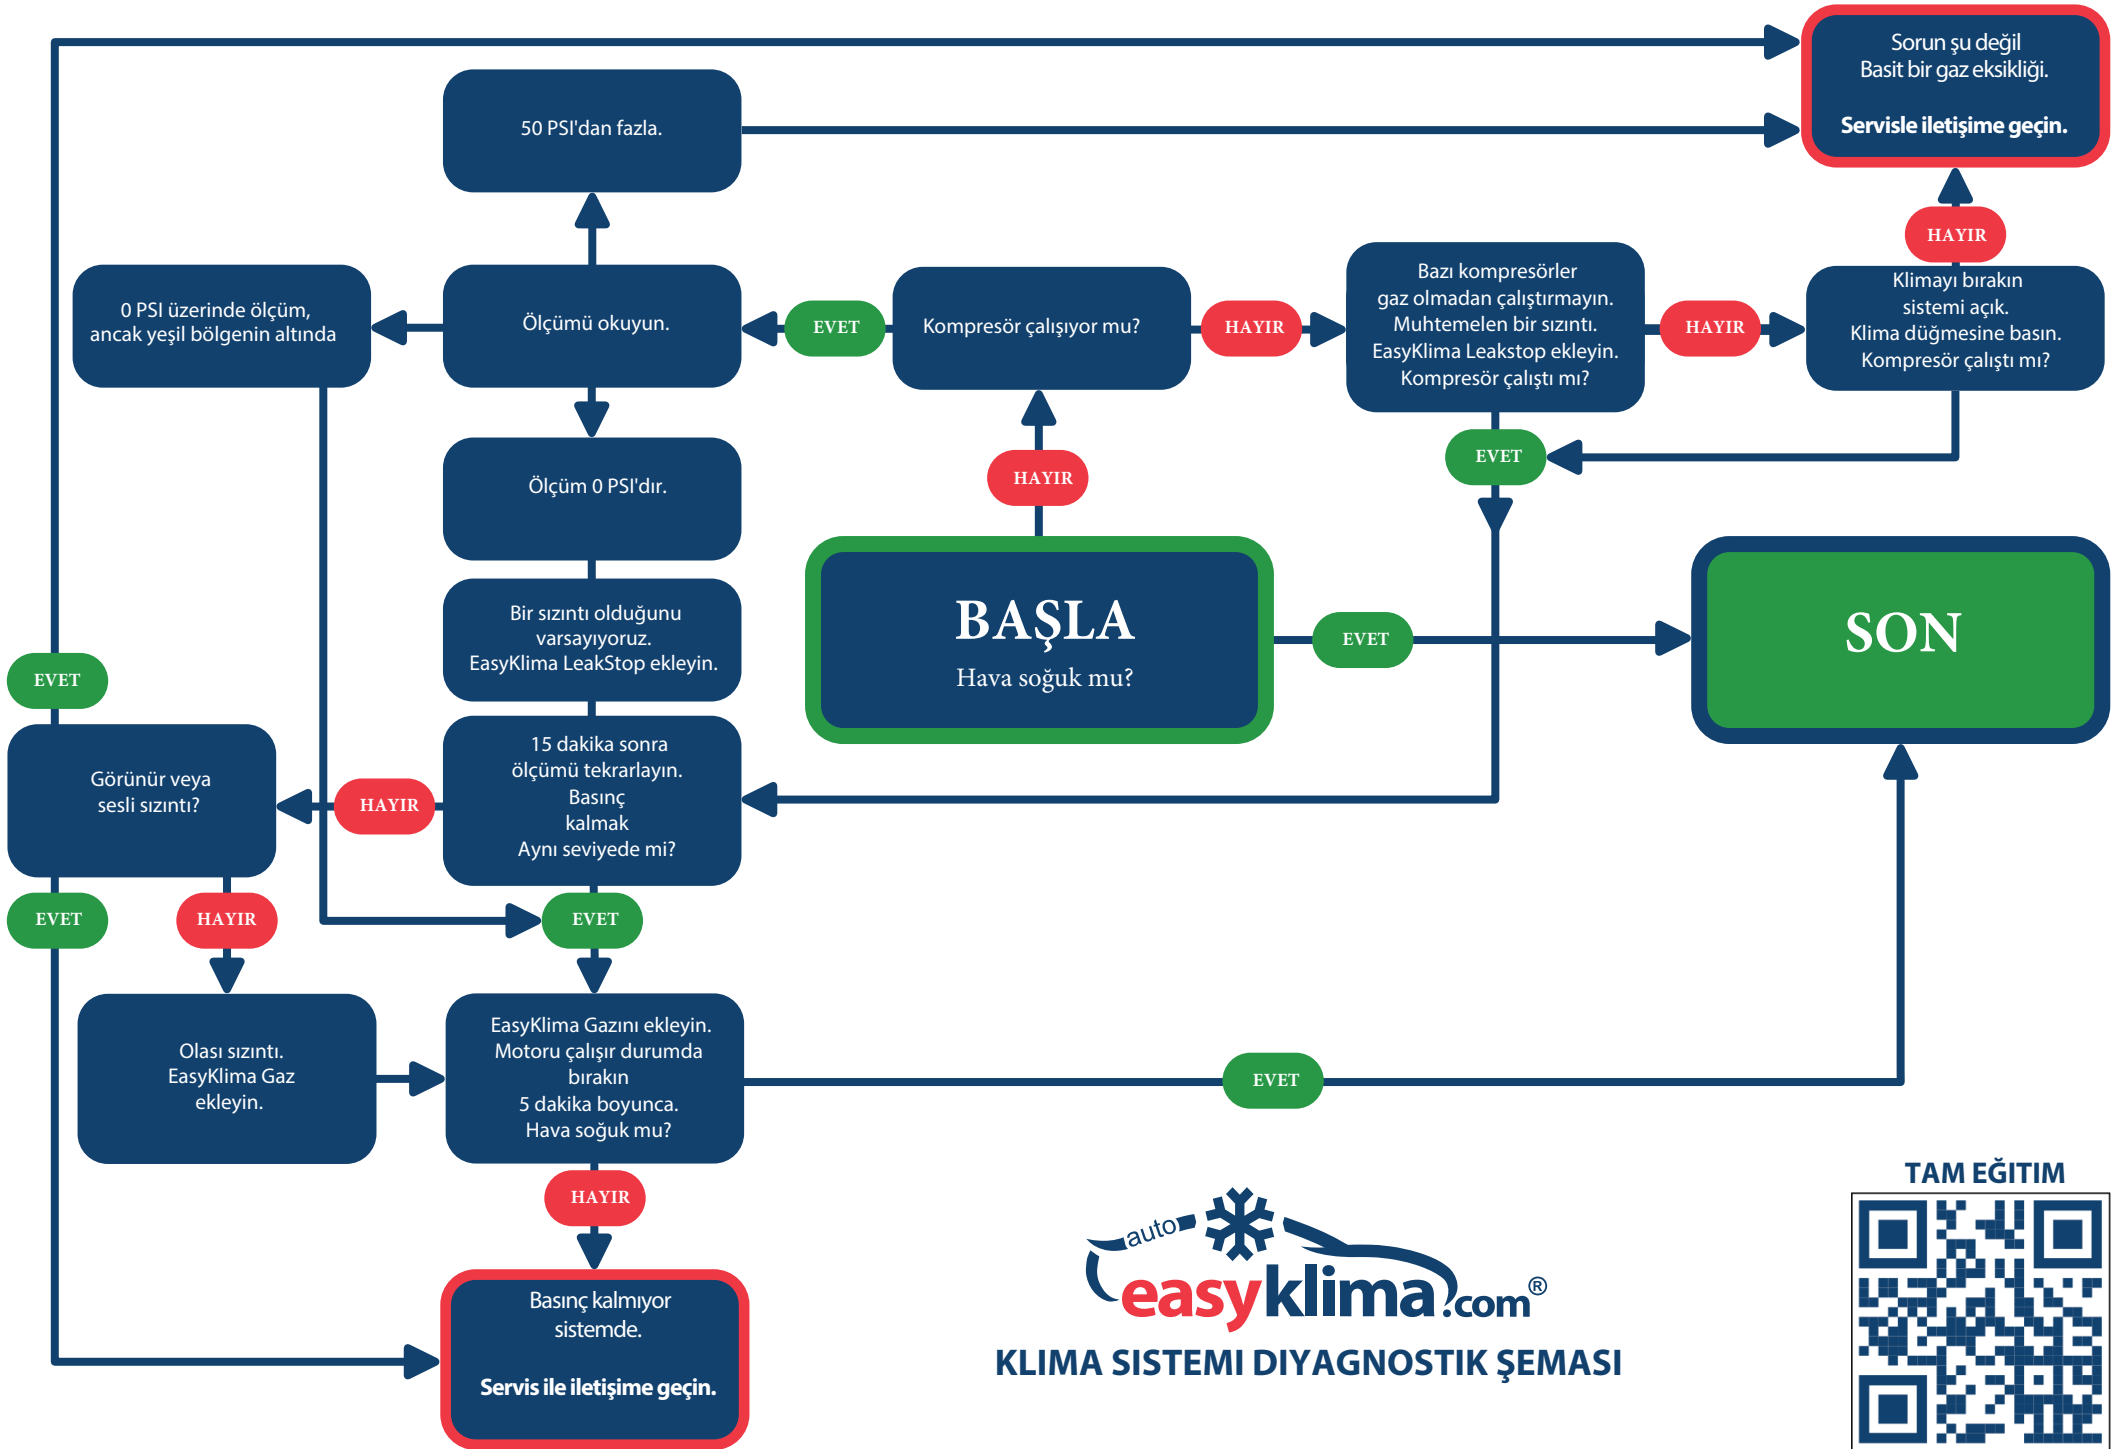 Sorun şu değil
Basit bir gaz eksikliği.
Servisle iletişime geçin.
50 PSI'dan fazla.
HAYIR
0 PSI üzerinde ölçüm,
ancak yeşil bölgenin altında
Ölçümü okuyun.
EVET
Kompresör çalışıyor mu?
HAYIR
Bazı kompresörler
gaz olmadan çalıştırmayın.
Muhtemelen bir sızıntı.
EasyKlima Leakstop ekleyin.
Kompresör çalıştı mı?
HAYIR
Klimayı bırakın
sistemi açık.
Klima düğmesine basın.
Kompresör çalıştı mı?
EVET
HAYIR
Ölçüm 0 PSI'dır.
Bir sızıntı olduğunu
varsayıyoruz.
EasyKlima LeakStop ekleyin.
BAŞLA
Hava soğuk mu?
EVET
SON
EVET
Görünür veya
sesli sızıntı?
HAYIR
15 dakika sonra
ölçümü tekrarlayın.
Basınç
kalmak
Aynı seviyede mi?
EVET
HAYIR
EVET
Olası sızıntı.
EasyKlima Gaz
ekleyin.
EasyKlima Gazını ekleyin.
Motoru çalışır durumda
bırakın
5 dakika boyunca.
Hava soğuk mu?
EVET
HAYIR
Basınç kalmıyor
sistemde.
Servis ile iletişime geçin.
auto
easyklima.com®
KLIMA SISTEMI DIYAGNOSTIK ŞEMASI
TAM EĞITIM